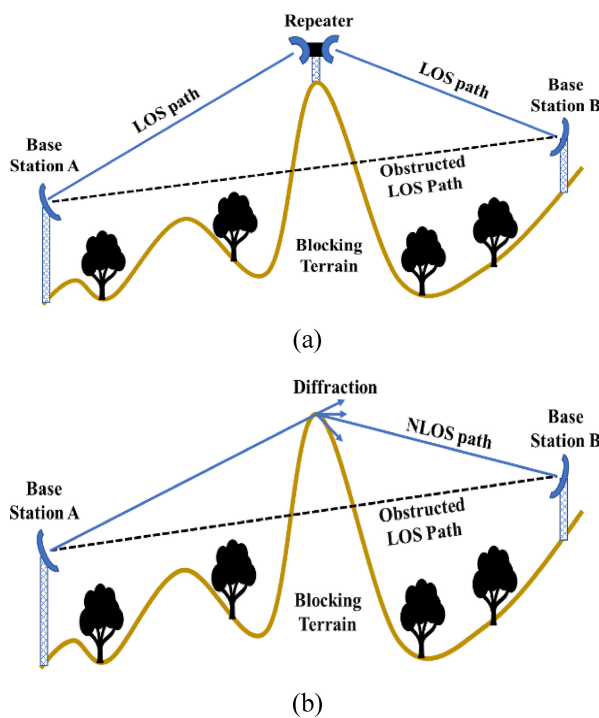 Repeater
LOS path
LOS path
Base
Station B
Base
Station A
Obstructed
LOS Path
Blocking
Terrain
(a)
Diffraction
NLOS path
Base
Station B
Base
Station A
Obstructed
LOS Path
Blocking
Terrain
(b)